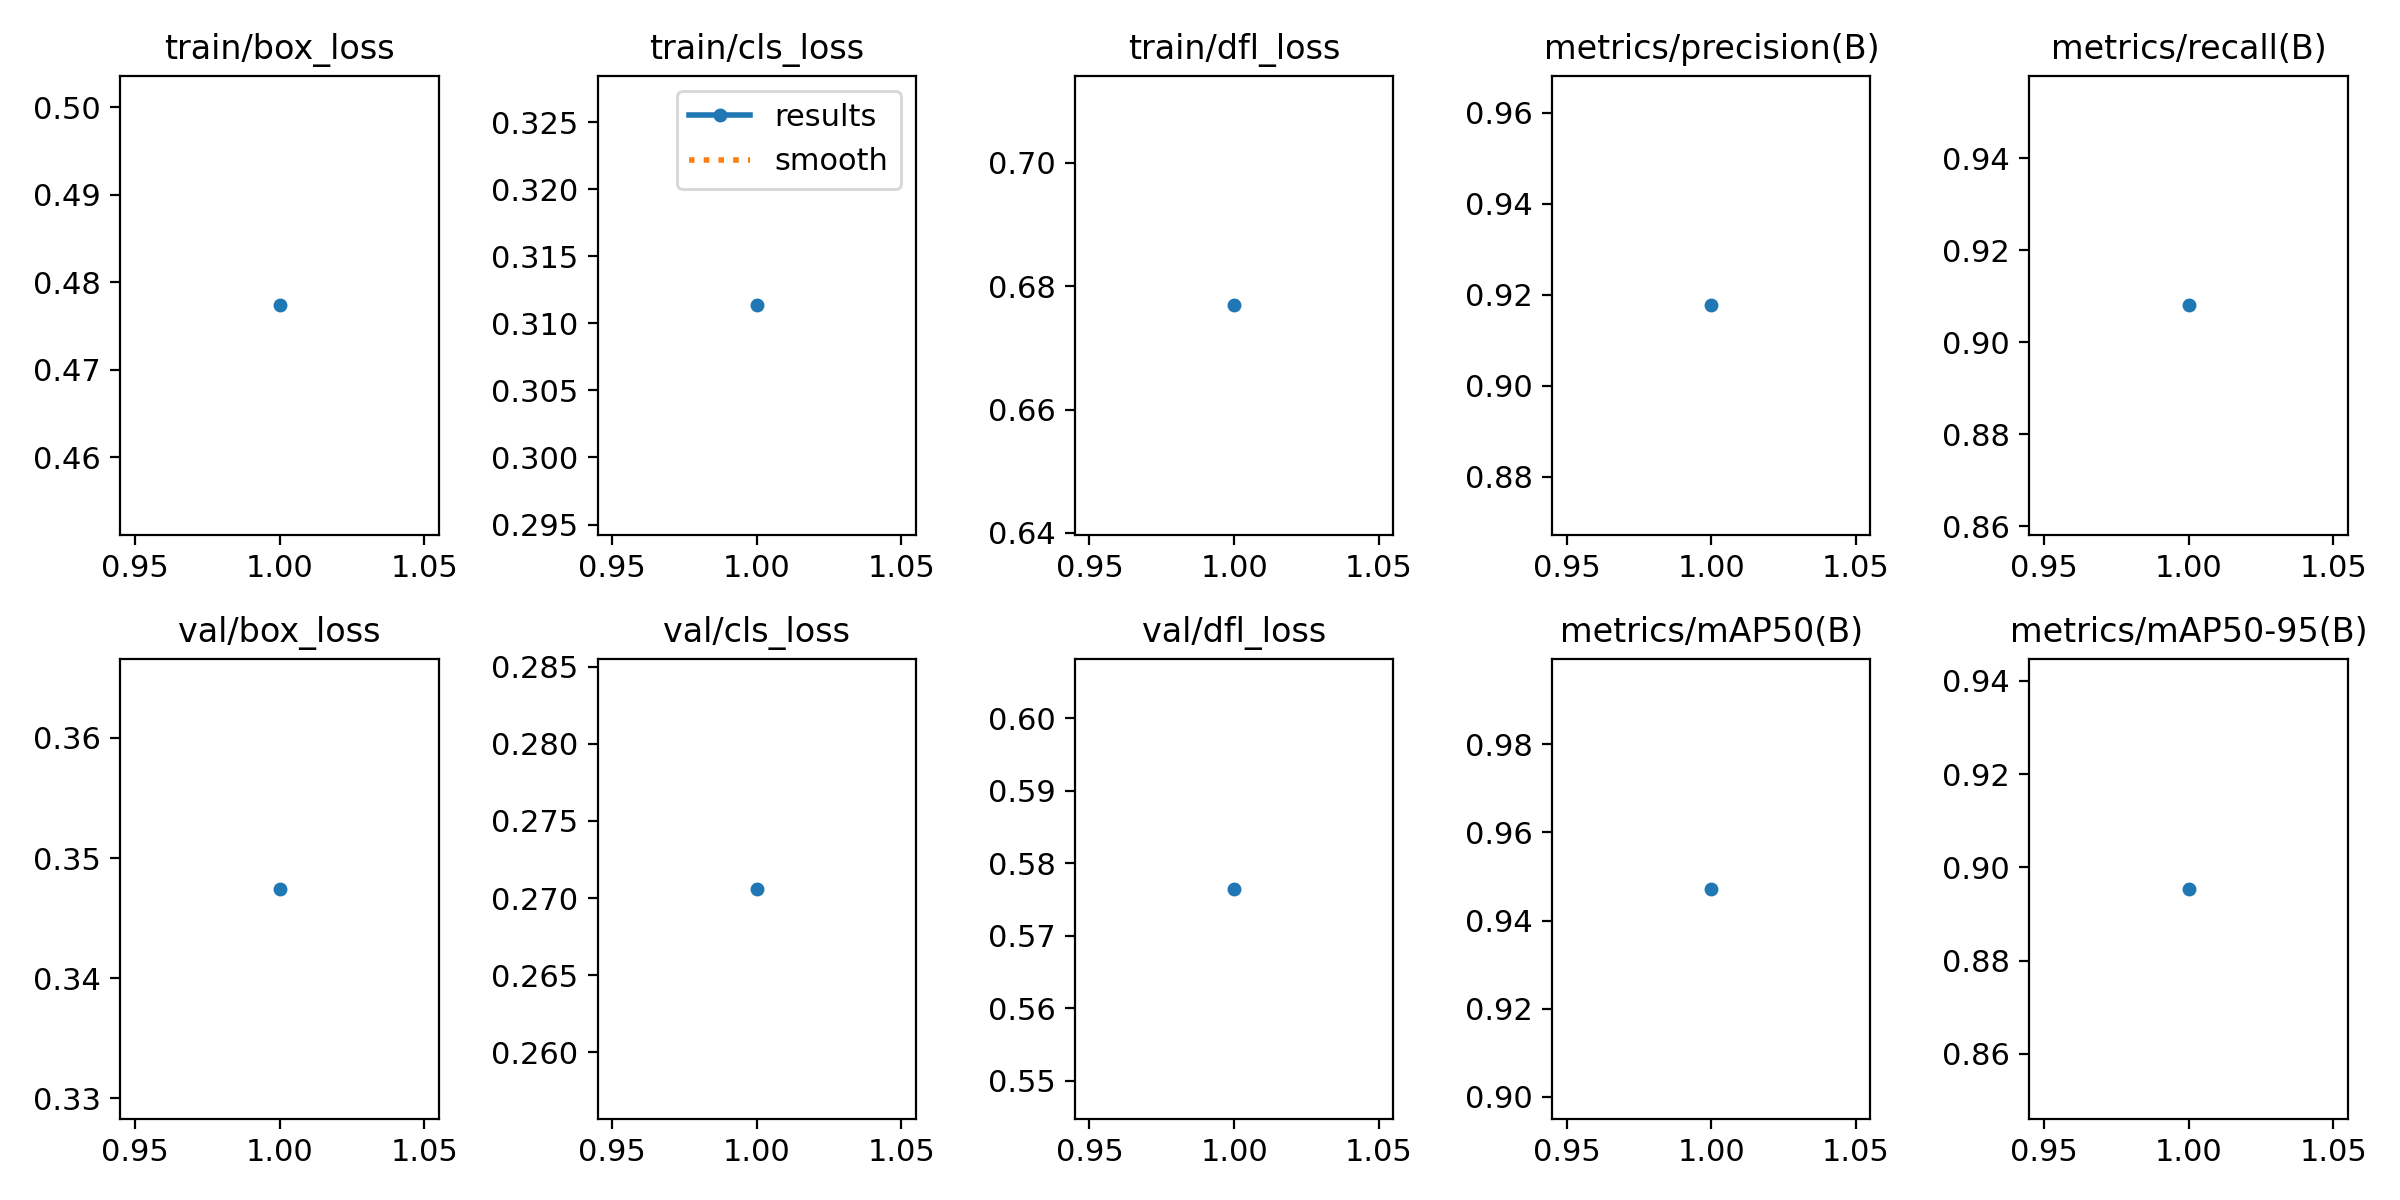 train/box_loss
0.50
0.49
0.48
0.47
0.46
0.95 1.00 1.05
train/cls_loss
results
smooth
0.325
0.320
0.315
0.310
0.305
0.300
0.295
0.95 1.00 1.05
train/dfl_loss
0.70
0.68
0.66
0.64
0.95 1.00 1.05
metrics/precision(B)
0.96
0.94
0.92
0.90
0.88
0.95 1.00 1.05
metrics/recall(B)
0.94
0.92
0.90
0.88
0.86
0.95 1.00 1.05
val/box_loss
0.36
0.35
0.34
0.33
0.95 1.00 1.05
val/cls_loss
0.285
0.280
0.275
0.270
0.265
0.260
0.95 1.00 1.05
val/dfl_loss
0.60
0.59
0.58
0.57
0.56
0.55
0.95 1.00 1.05
metrics/mAP50(B)
0.98
0.96
0.94
0.92
0.90
0.95 1.00 1.05
metrics/mAP50-95(B)
0.94
0.92
0.90
0.88
0.86
0.95 1.00 1.05